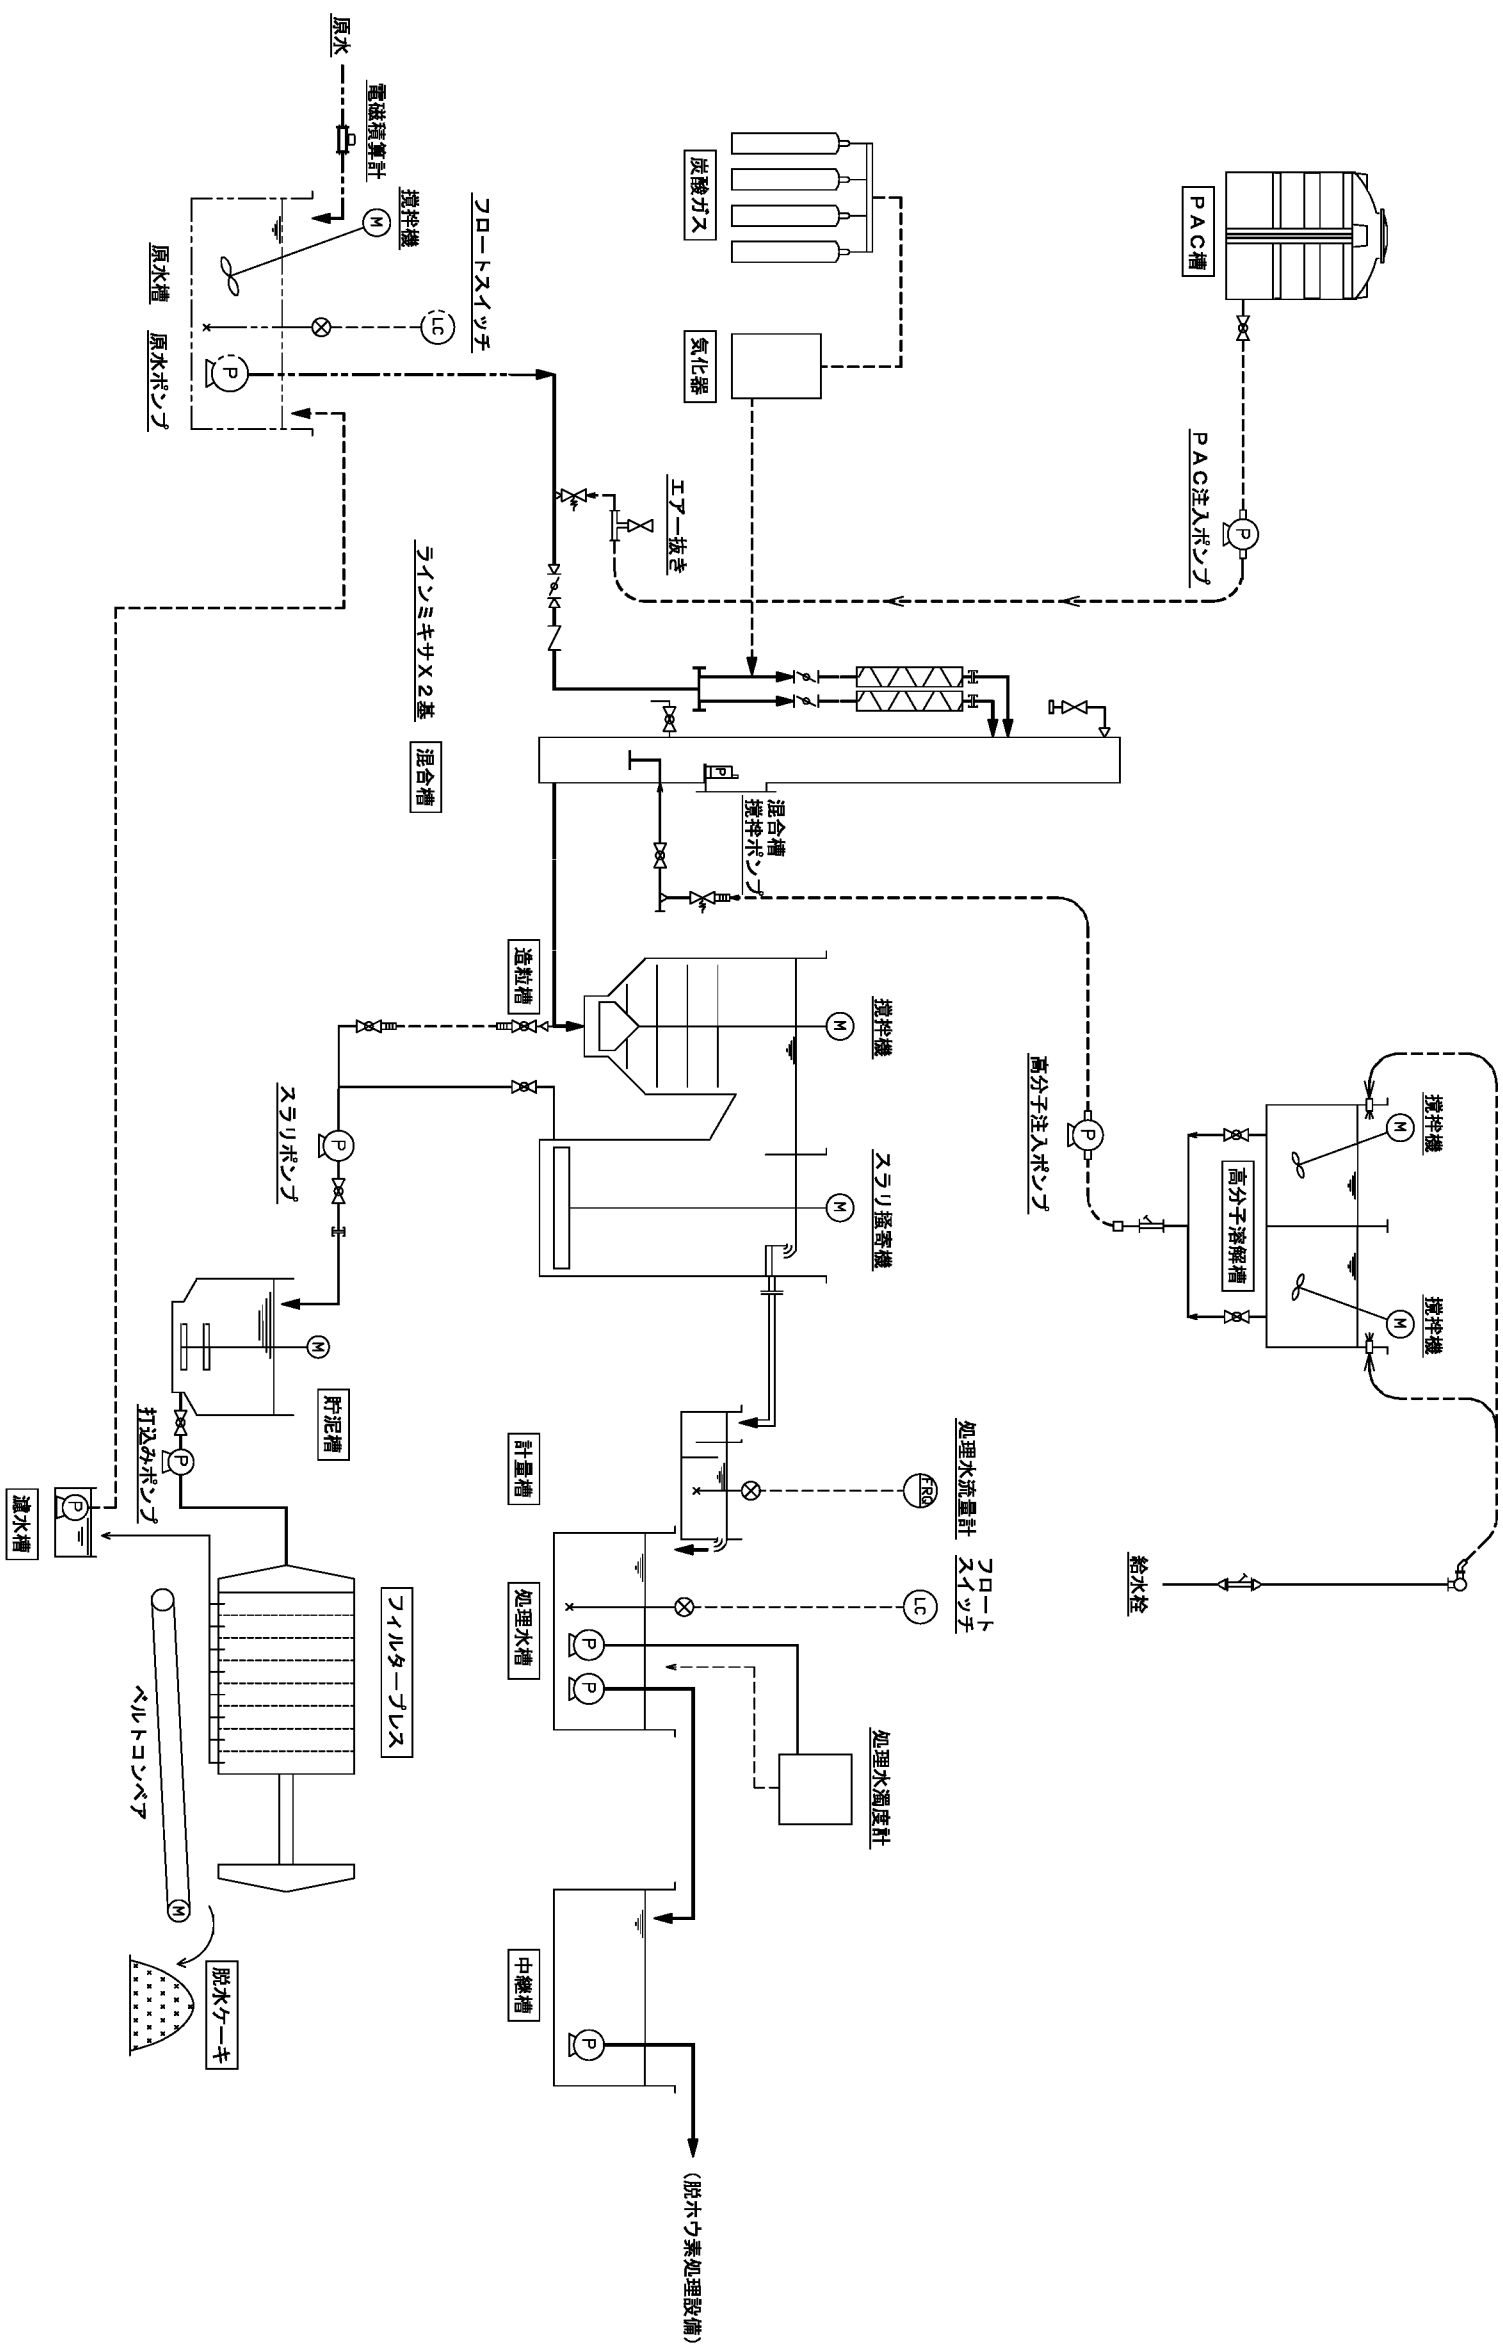 原水
電磁積算計
撹拌機
M
フロートスイッチ
LC
原水槽
原水ポンプ
P
炭酸ガス
気化器
PAC槽
PAC注入ポンプ
P
エアー抜き
ラインミキサX2基
混合槽
P
混合槽
撹拌ポンプ
造粒槽
撹拌機
M
スラリ掻寄機
M
スラリポンプ
P
高分子注入ポンプ
P
撹拌機
M
撹拌機
M
高分子溶解槽
給水栓
貯泥槽
M
打込みポンプ
P
濾水槽
P
計量槽
処理水流量計
FRQ
フロート
スイッチ
LC
処理水槽
P
P
処理水濁度計
フィルタープレス
ベルトコンベア
M
脱水ケーキ
中継槽
P
(脱ホウ素処理設備)